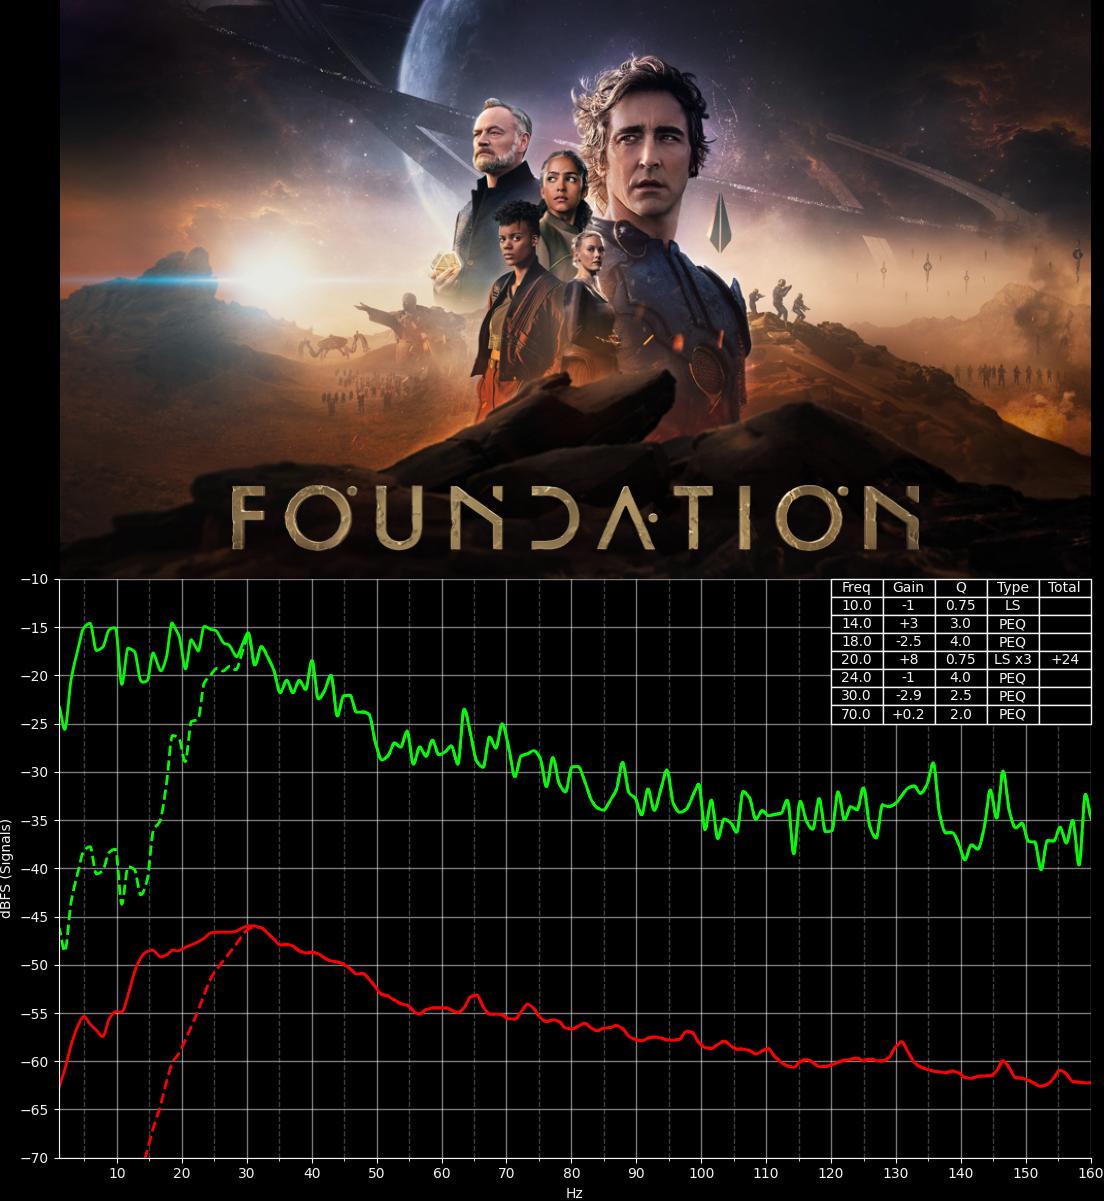 FOUNDATION
−10
−15
−20
−25
−30
−35
−40
−45
−50
−55
−60
−65
−70
dBFS (Signals)
Freq Gain Q Type Total
10.0 -1 0.75 LS
14.0 +3 3.0 PEQ
18.0 -2.5 4.0 PEQ
20.0 +8 0.75 LS x3 +24
24.0 -1 4.0 PEQ
30.0 -2.9 2.5 PEQ
70.0 +0.2 2.0 PEQ
10 20 30 40 50 60 70 80 90 100 110 120 130 140 150 160
Hz